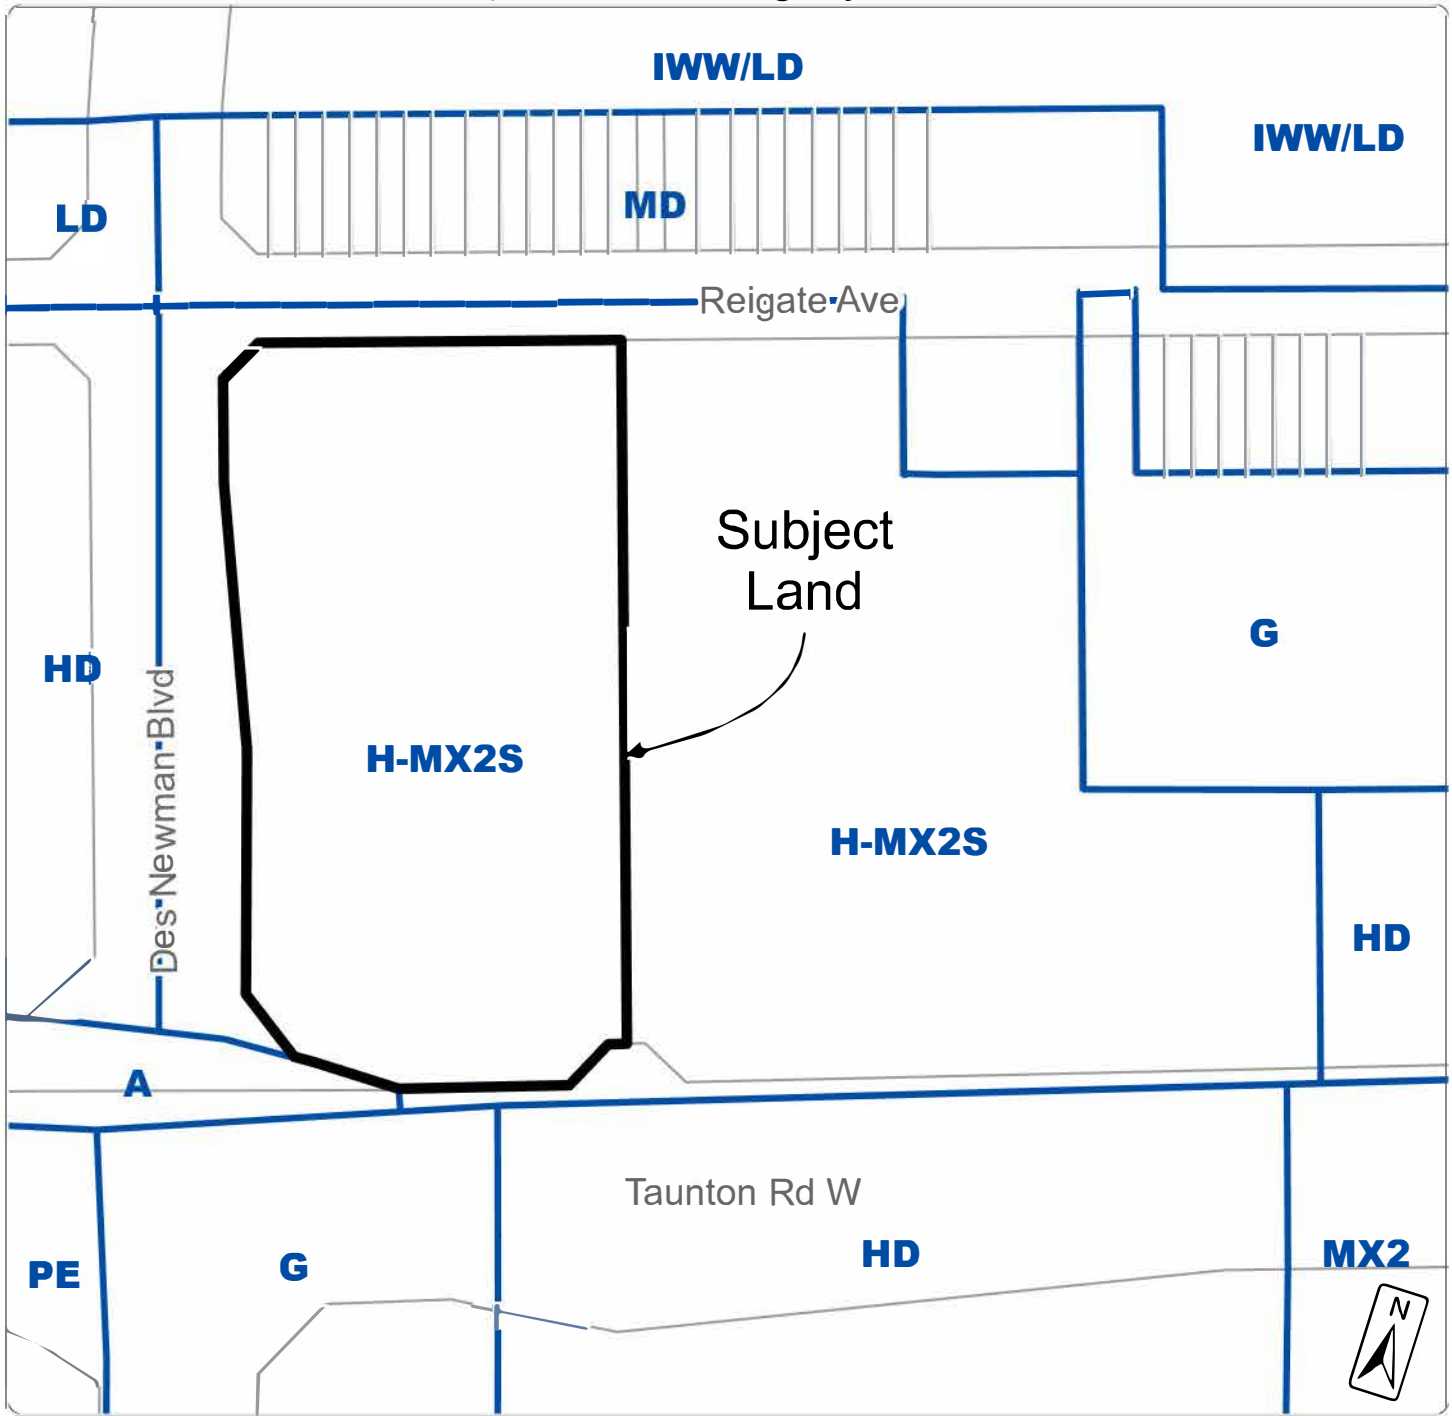 IWW/LD
IWW/LD
LD
MD
Reigate Ave
Subject
Land
HD
Des Newman Blvd
G
H-MX2S
H-MX2S
HD
A
Taunton Rd W
PE
G
HD
MX2
N